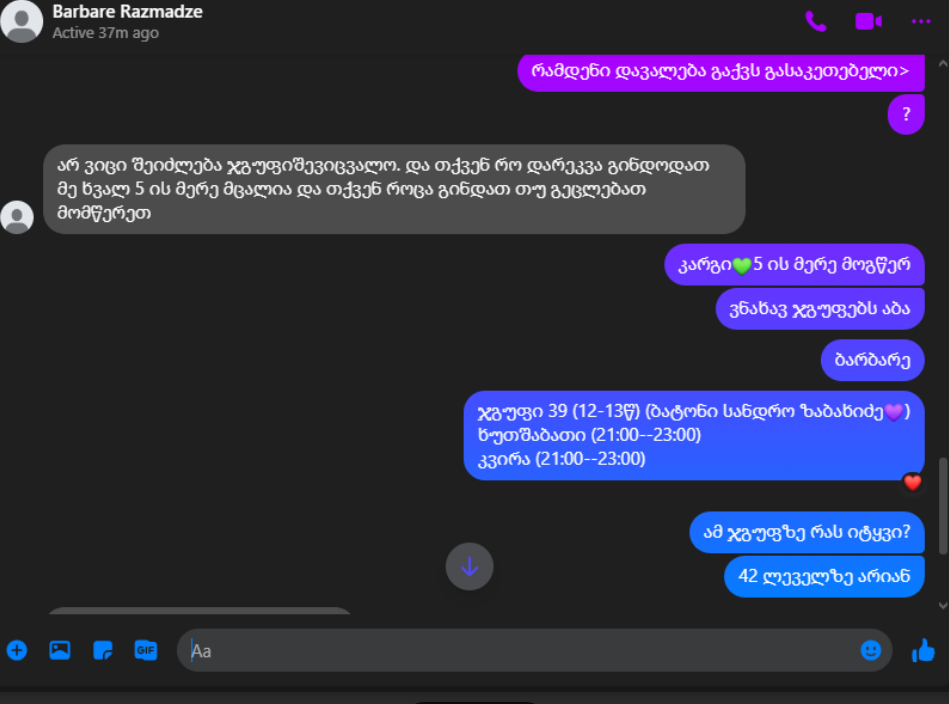 Barbare Razmadze
Active 37m ago
რამდენი დავალება გაქვს გასაკეთებელი>
?
არ ვიცი შეიძლება ჯგუფიშევიცვალო. და თქვენ რო დარეკვა გინდოდათ
მე ხვალ 5 ის მერე მცალია და თქვენ როცა გინდათ თუ გეცლებათ
მომწერეთ
კარგი💚5 ის მერე მოგწერ
ვნახავ ჯგუფებს აბა
ბარბარე
ჯგუფი 39 (12-13წ) (ბატონი სანდრო ზაბახიძე💜)
ხუთშაბათი (21:00--23:00)
კვირა (21:00--23:00)
ამ ჯგუფზე რას იტყვი?
42 ლეველზე არიან
GIF
Aa